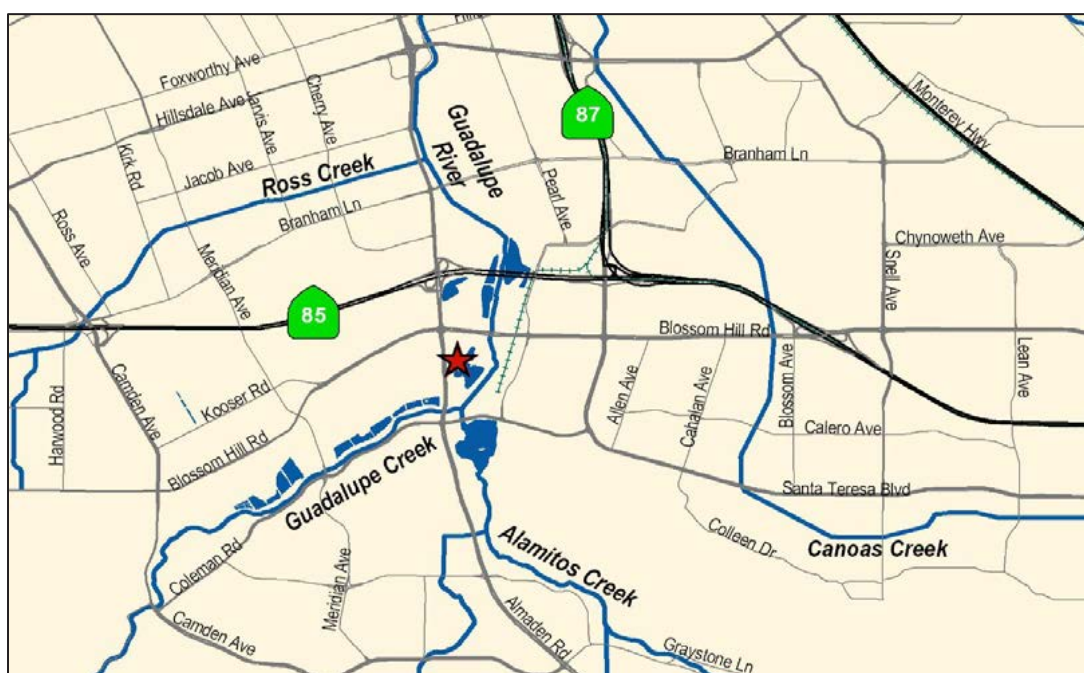 Foxworthy Ave
Hillsdale Ave
Jarvis Ave
Cherry Ave
Kirk Rd
Jacob Ave
Ross Creek
Guadalupe
River
87
Monterey Hwy
Branham Ln
Pearl Ave
Branham Ln
Ross Ave
Meridian Ave
Chynoweth Ave
Snell Ave
85
Blossom Hill Rd
Lean Ave
Camden Ave
Harwood Rd
Kooser Rd
Allen Ave
Cahalan Ave
Blossom Ave
Calero Ave
Blossom Hill Rd
Santa Teresa Blvd
Guadalupe Creek
Colleen Dr
Canoas Creek
Coleman Rd
Alamitos Creek
Meridian Ave
Camden Ave
Almaden Rd
Graystone Ln